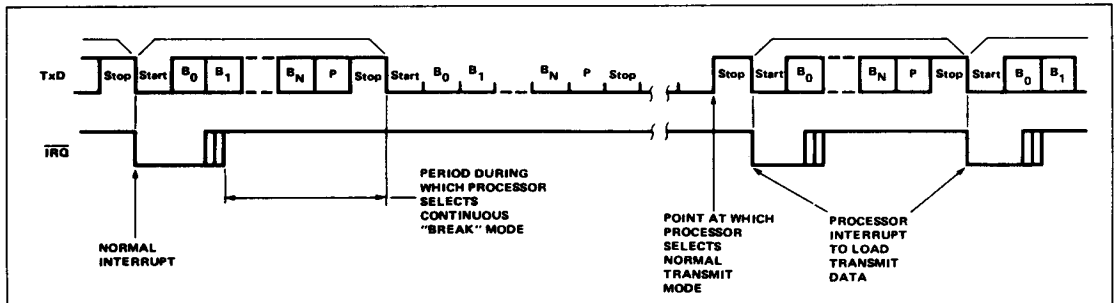 TxD Stop Start B0 B1 BN P Stop Start B0 B1 BN P Stop Stop Start B0 BN P Stop Start B0 B1
IRQ
NORMAL
INTERRUPT
PERIOD DURING
WHICH PROCESSOR
SELECTS
CONTINUOUS
"BREAK" MODE
POINT AT WHICH
PROCESSOR
SELECTS
NORMAL
TRANSMIT
MODE
PROCESSOR
INTERRUPT
TO LOAD
TRANSMIT
DATA